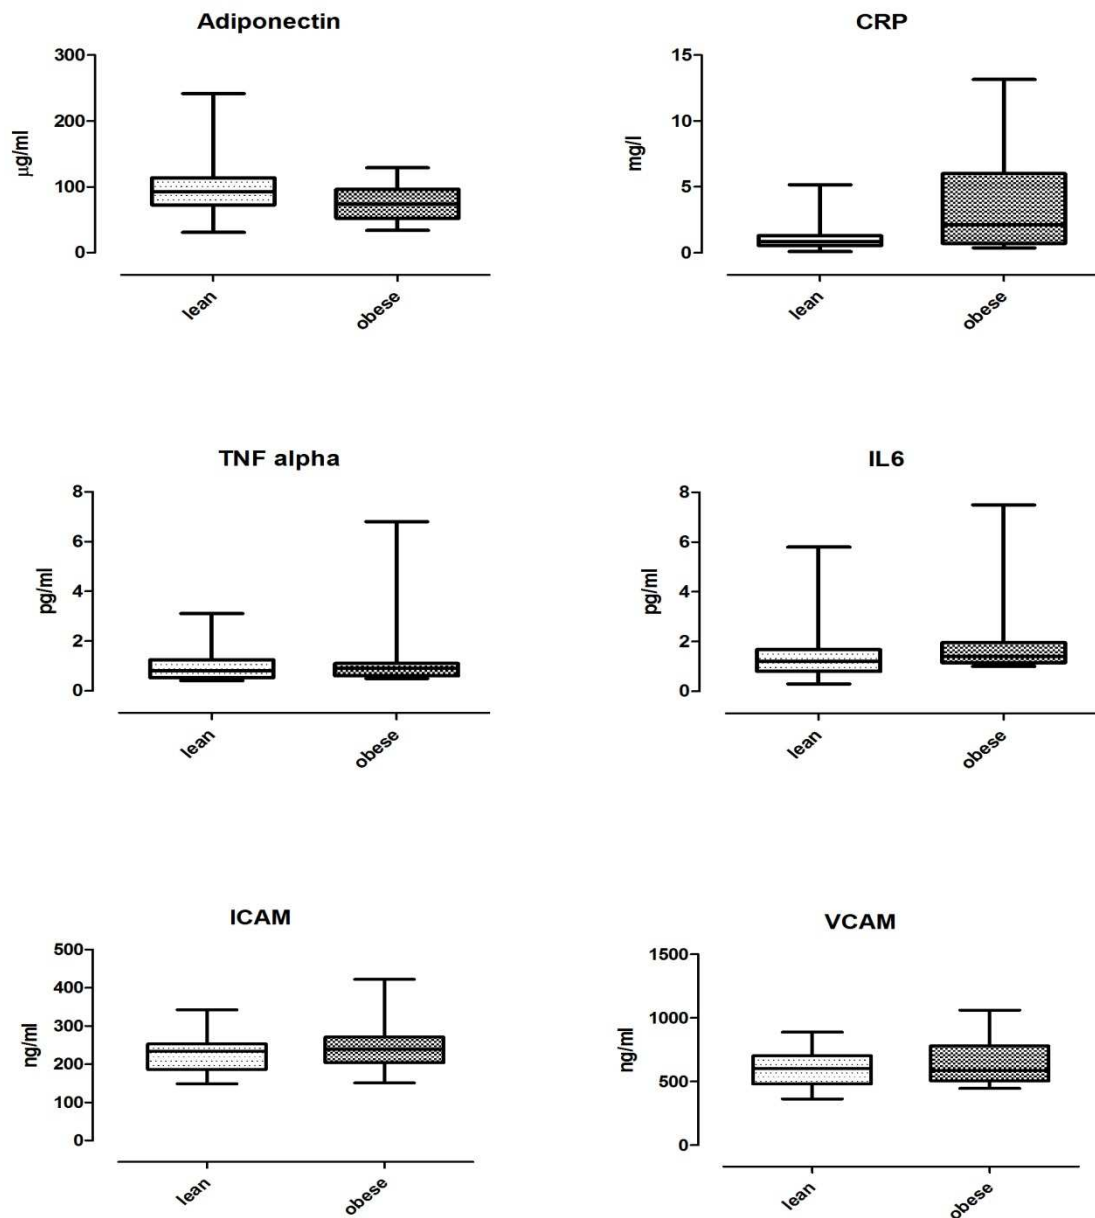 Adiponectin
300
200
100
0
µg/ml
lean
obese
CRP
15
10
5
0
mg/l
lean
obese
TNF alpha
8
6
4
2
0
pg/ml
lean
obese
IL6
8
6
4
2
0
pg/ml
lean
obese
ICAM
500
400
300
200
100
0
ng/ml
lean
obese
VCAM
1500
1000
500
0
ng/ml
lean
obese